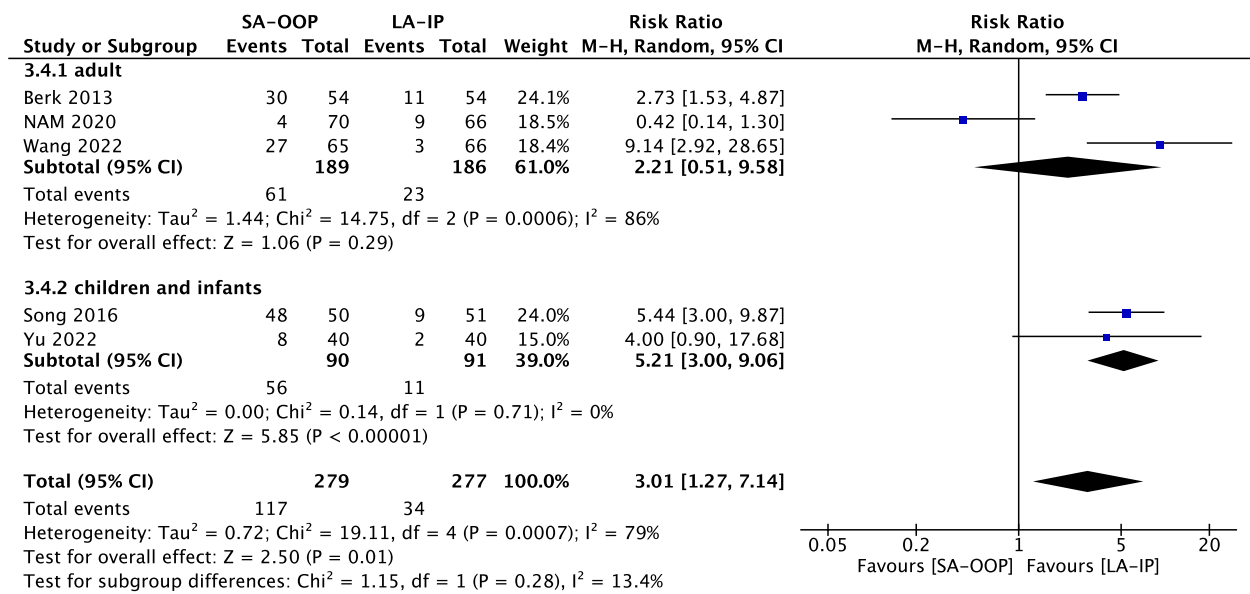 SA-OOP LA-IP Risk Ratio Risk Ratio
Study or Subgroup Events Total Events Total Weight M-H, Random, 95% CI M-H, Random, 95% CI
3.4.1 adult
Berk 2013 30 54 11 54 24.1% 2.73 [1.53, 4.87]
NAM 2020 4 70 9 66 18.5% 0.42 [0.14, 1.30]
Wang 2022 27 65 3 66 18.4% 9.14 [2.92, 28.65]
Subtotal (95% CI) 189 186 61.0% 2.21 [0.51, 9.58]
Total events 61 23
Heterogeneity: Tau² = 1.44; Chi² = 14.75, df = 2 (P = 0.0006); I² = 86%
Test for overall effect: Z = 1.06 (P = 0.29)
3.4.2 children and infants
Song 2016 48 50 9 51 24.0% 5.44 [3.00, 9.87]
Yu 2022 8 40 2 40 15.0% 4.00 [0.90, 17.68]
Subtotal (95% CI) 90 91 39.0% 5.21 [3.00, 9.06]
Total events 56 11
Heterogeneity: Tau² = 0.00; Chi² = 0.14, df = 1 (P = 0.71); I² = 0%
Test for overall effect: Z = 5.85 (P < 0.00001)
Total (95% CI) 279 277 100.0% 3.01 [1.27, 7.14]
Total events 117 34
Heterogeneity: Tau² = 0.72; Chi² = 19.11, df = 4 (P = 0.0007); I² = 79%
Test for overall effect: Z = 2.50 (P = 0.01)
Test for subgroup differences: Chi² = 1.15, df = 1 (P = 0.28), I² = 13.4%
0.05 0.2 1 5 20
Favours [SA-OOP] Favours [LA-IP]